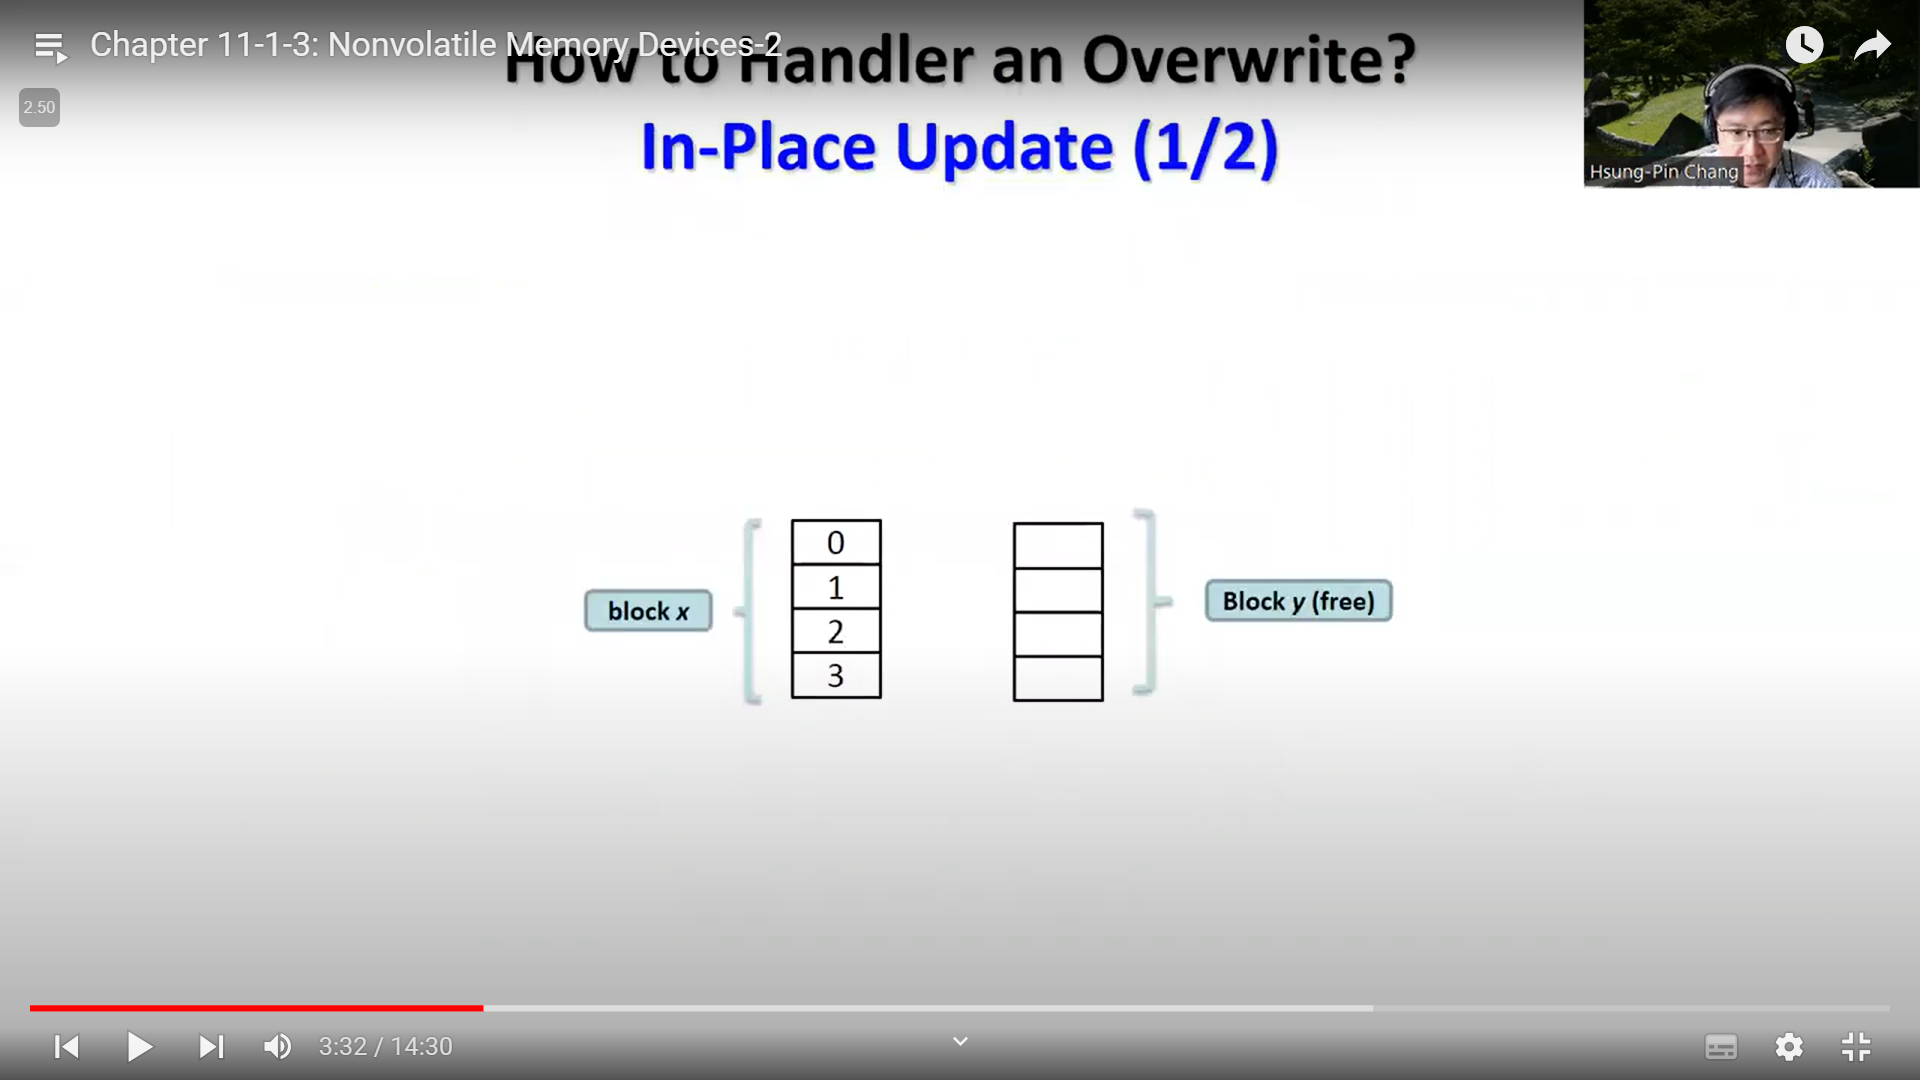 Chapter 11-1-3: Nonvolatile Memory Devices-2
How to Handler an Overwrite?
2.50
In-Place Update (1/2)
Hsung-Pin Chang
0
1
2
3
block x
Block y (free)
3:32 / 14:30